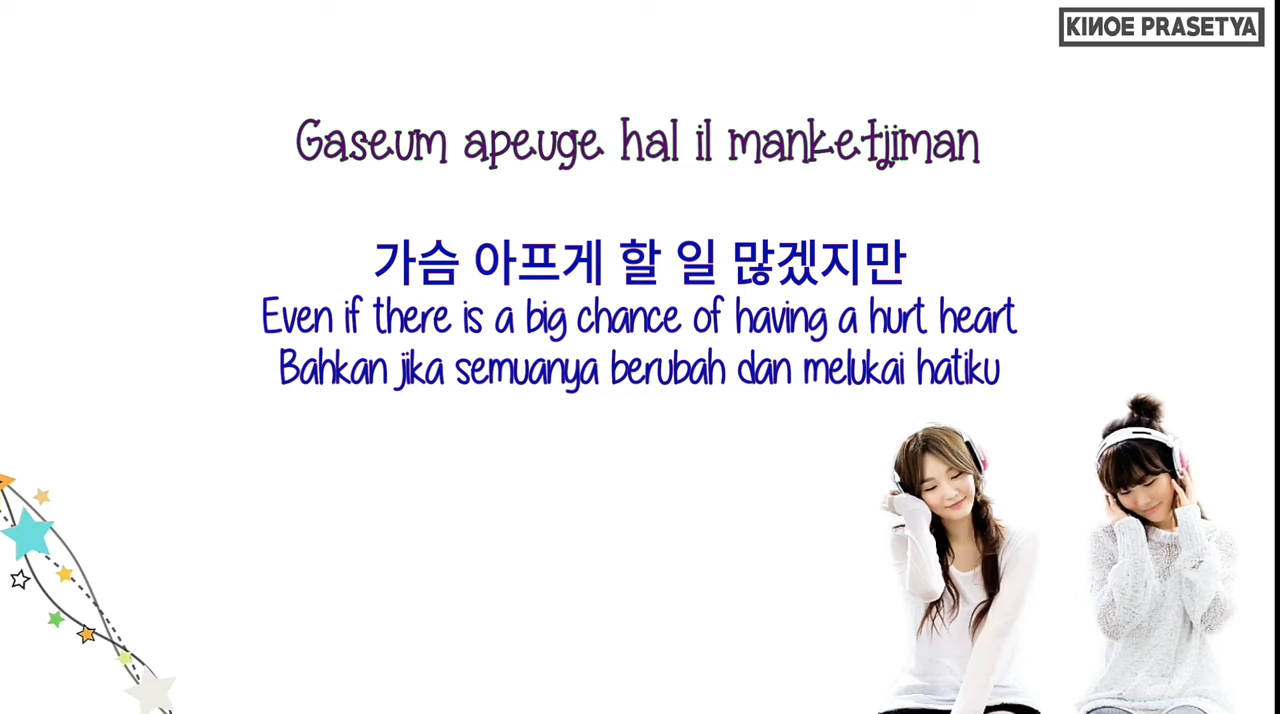 KINOE PRASETYA
Gaseum apeuge hal il manketjiman
가슴 아프게 할 일 많겠지만
Even if there is a big chance of having a hurt heart
Bahkan jika semuanya berubah dan melukai hatiku